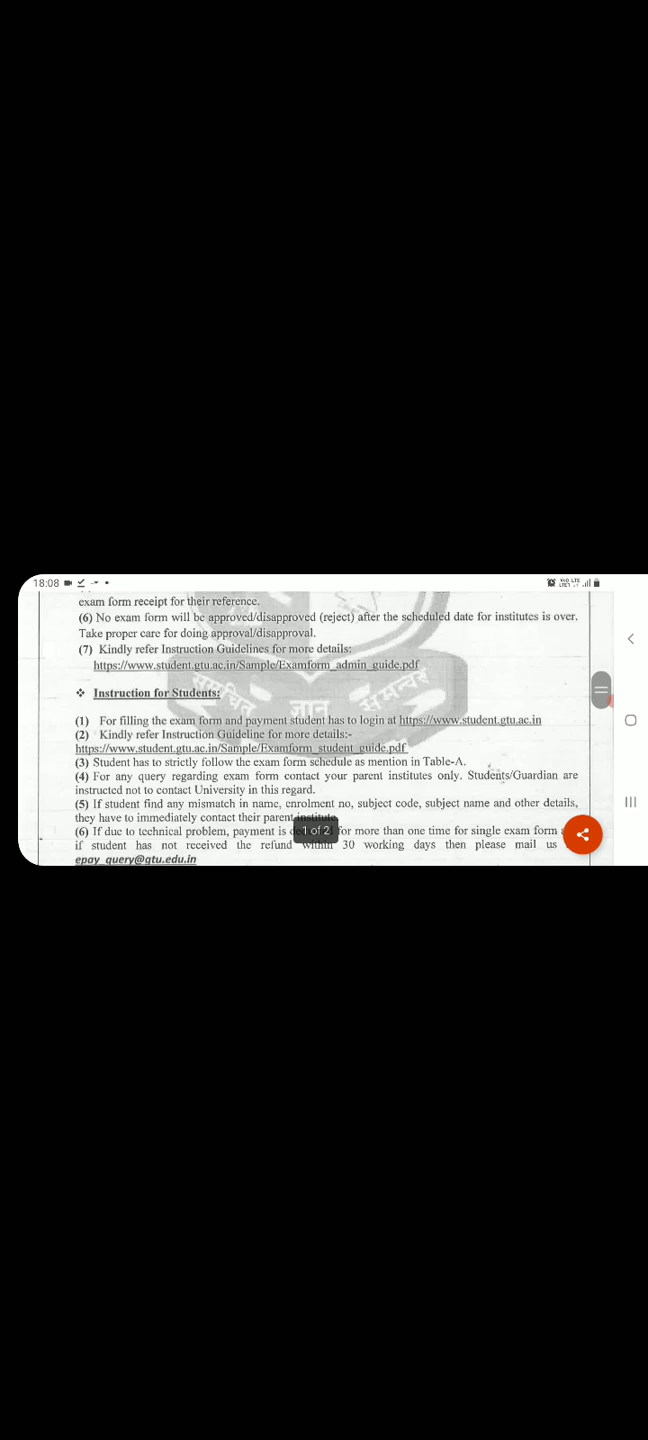 18:08
exam form receipt for their reference.
(6) No exam form will be approved/disapproved (reject) after the scheduled date for institutes is over.
Take proper care for doing approval/disapproval.
(7) Kindly refer Instruction Guidelines for more details:
https://www.student.gtu.ac.in/Sample/Examform_admin_guide.pdf
❖ Instruction for Students:
समुचित ज्ञान समन्वय
(1) For filling the exam form and payment student has to login at https://www.student.gtu.ac.in
(2) Kindly refer Instruction Guideline for more details:-
https://www.student.gtu.ac.in/Sample/Examform_student_guide.pdf
(3) Student has to strictly follow the exam form schedule as mention in Table-A.
(4) For any query regarding exam form contact your parent institutes only. Students/Guardian are
instructed not to contact University in this regard.
(5) If student find any mismatch in name, enrolment no, subject code, subject name and other details,
they have to immediately contact their parent institute
1 of 2
(6) If due to technical problem, payment is for more than one time for single exam form
if student has not received the refund within 30 working days then please mail us
epay_query@gtu.edu.in